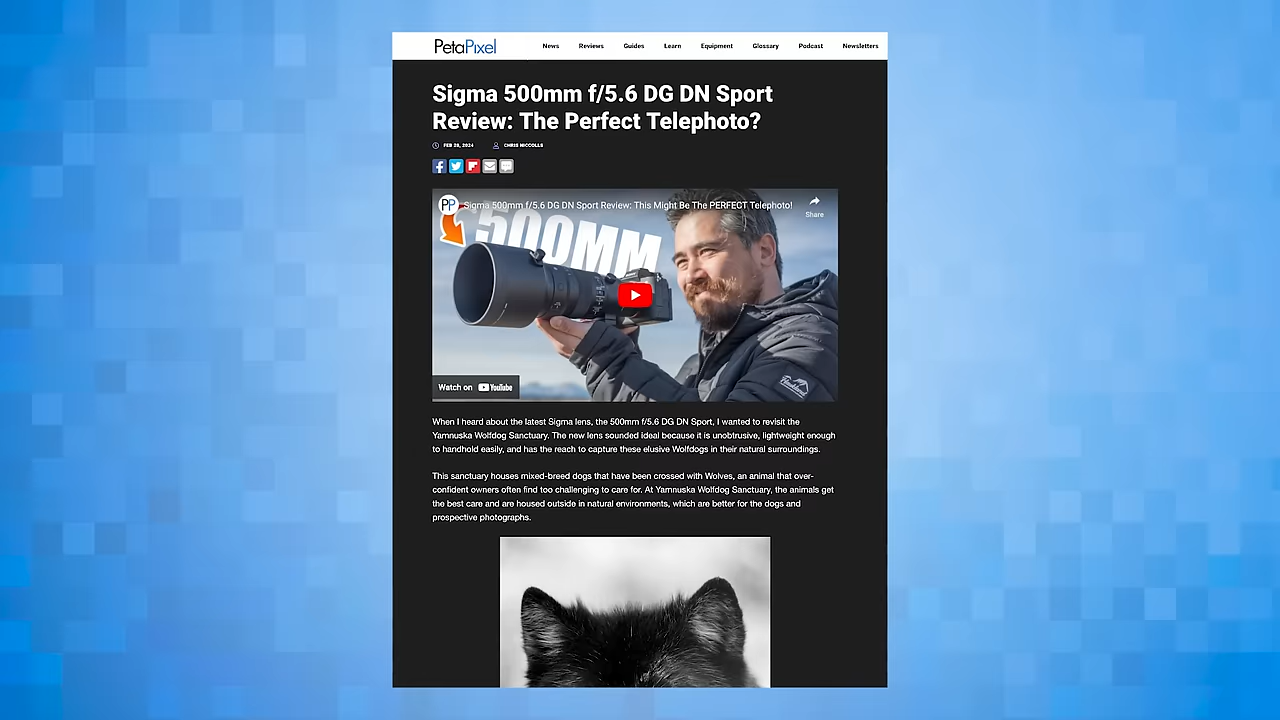 PetaPixel
News Reviews Guides Learn Equipment Glossary Podcast Newsletters
Sigma 500mm f/5.6 DG DN Sport
Review: The Perfect Telephoto?
FEB 28, 2024 CHRIS NICCOLLS
PP Sigma 500mm f/5.6 DG DN Sport Review: This Might Be The PERFECT Telephoto!
Share
500MM
Watch on YouTube
When I heard about the latest Sigma lens, the 500mm f/5.6 DG DN Sport, I wanted to revisit the
Yamnuska Wolfdog Sanctuary. The new lens sounded ideal because it is unobtrusive, lightweight enough
to handhold easily, and has the reach to capture these elusive Wolfdogs in their natural surroundings.
This sanctuary houses mixed-breed dogs that have been crossed with Wolves, an animal that over-
confident owners often find too challenging to care for. At Yamnuska Wolfdog Sanctuary, the animals get
the best care and are housed outside in natural environments, which are better for the dogs and
prospective photographs.